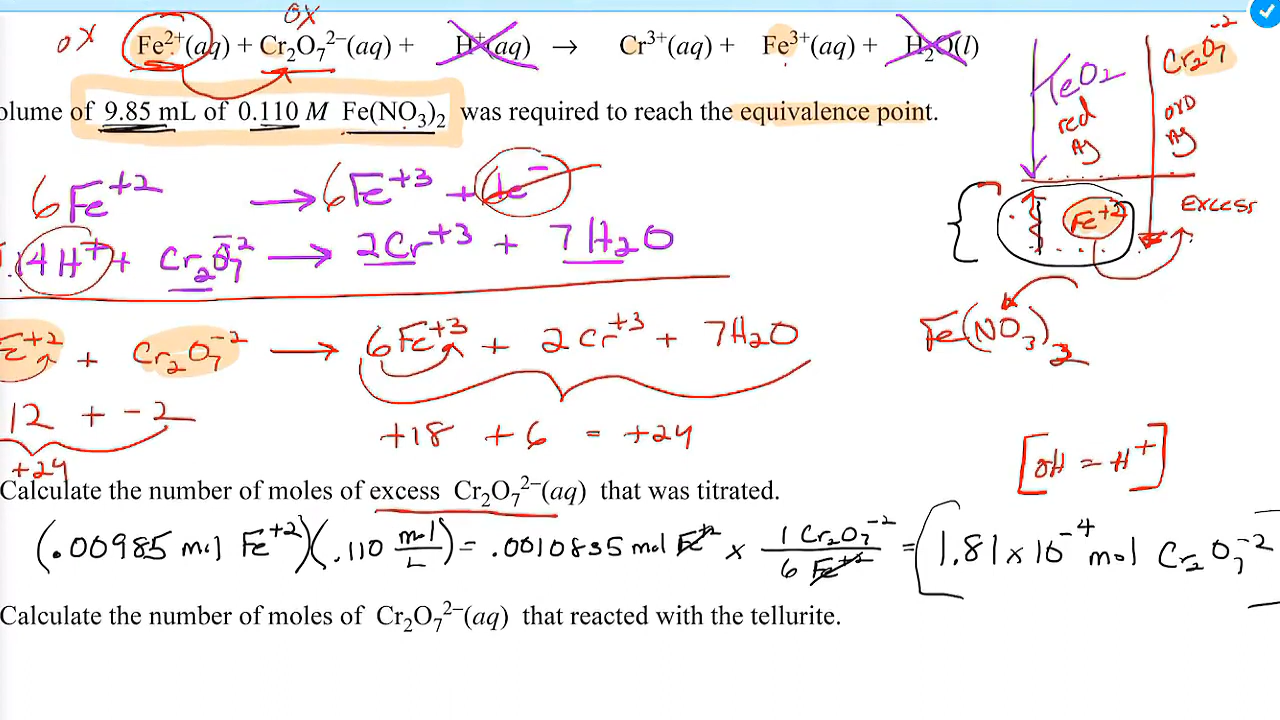 ox
ox
Fe²⁺(aq) + Cr₂O₇²⁻(aq) + H⁺(aq) → Cr³⁺(aq) + Fe³⁺(aq) + H₂O(l)
olume of 9.85 mL of 0.110 M Fe(NO₃)₂ was required to reach the equivalence point.
TeO₂
red
Ag
Cr₂O₇⁻²
oxd
Ag
Fe⁺²
Excess
6Fe⁺² → 6Fe⁺³ + 6e⁻
14H⁺ + Cr₂O₇⁻² → 2Cr⁺³ + 7H₂O
Fe(NO₃)₂
Fe⁺² + Cr₂O₇⁻² → 6Fe⁺³ + 2Cr⁺³ + 7H₂O
12 + -2
+24
+18 + 6 = +24
[OH = H⁺]
Calculate the number of moles of excess Cr₂O₇²⁻(aq) that was titrated.
(.00985 mol Fe⁺²)(.110 mol/L) = .0010835 mol Fe⁺² × 1 Cr₂O₇⁻²/6 Fe⁺² = [1.81 × 10⁻⁴ mol Cr₂O₇⁻²
Calculate the number of moles of Cr₂O₇²⁻(aq) that reacted with the tellurite.